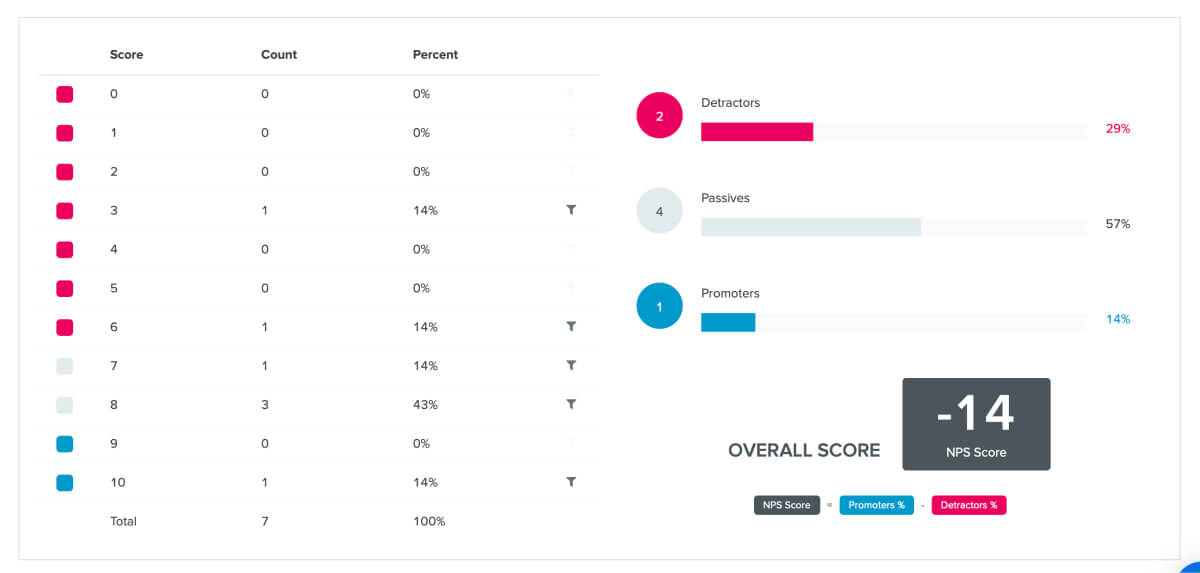 Score Count Percent
0 0 0%
1 0 0%
2 0 0%
3 1 14%
4 0 0%
5 0 0%
6 1 14%
7 1 14%
8 3 43%
9 0 0%
10 1 14%
Total 7 100%
Detractors
2 29%
Passives
4 57%
Promoters
1 14%
OVERALL SCORE
-14
NPS Score
NPS Score = Promoters % - Detractors %